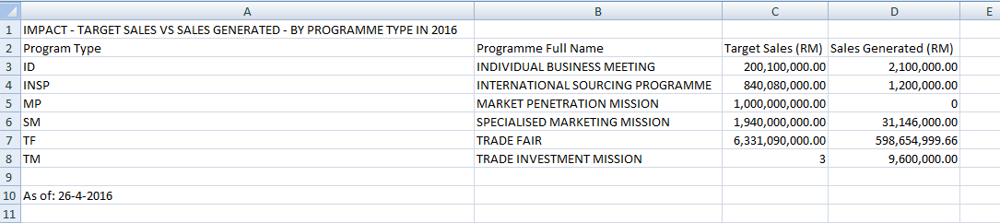 A B C D E
1 IMPACT - TARGET SALES VS SALES GENERATED - BY PROGRAMME TYPE IN 2016
2 Program Type Programme Full Name Target Sales (RM) Sales Generated (RM)
3 ID INDIVIDUAL BUSINESS MEETING 200,100,000.00 2,100,000.00
4 INSP INTERNATIONAL SOURCING PROGRAMME 840,080,000.00 1,200,000.00
5 MP MARKET PENETRATION MISSION 1,000,000,000.00 0
6 SM SPECIALISED MARKETING MISSION 1,940,000,000.00 31,146,000.00
7 TF TRADE FAIR 6,331,090,000.00 598,654,999.66
8 TM TRADE INVESTMENT MISSION 3 9,600,000.00
9
10 As of: 26-4-2016
11